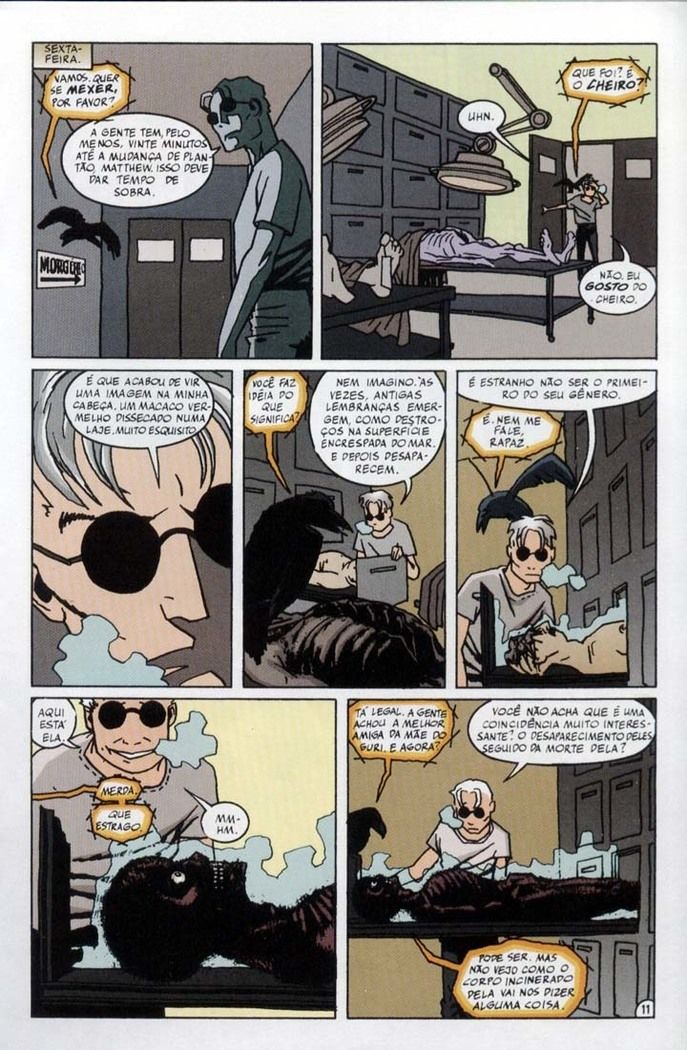 SEXTA-
FEIRA.
VAMOS. QUER
SE MEXER,
POR FAVOR?
A GENTE TEM, PELO
MENOS, VINTE MINUTOS
ATÉ A MUDANÇA DE PLAN-
TÃO, MATTHEW. ISSO DEVE
DAR TEMPO DE
SOBRA.
UHN.
QUE FOI? É
O CHEIRO?
NÃO. EU
GOSTO DO
CHEIRO.
É QUE ACABOU DE VIR
UMA IMAGEM NA MINHA
CABEÇA. UM MACACO VER-
MELHO DISSECADO NUMA
LAJE. MUITO ESQUISITO.
VOCÊ FAZ
IDÉIA DO
QUE
SIGNIFICA?
NEM IMAGINO. ÀS
VEZES, ANTIGAS
LEMBRANÇAS EMER-
GEM, COMO DESTRO-
ÇOS NA SUPERFÍCIE
ENCRESPADA DO MAR.
E DEPOIS DESAPA-
RECEM.
É ESTRANHO NÃO SER O PRIMEI-
RO DO SEU GÊNERO.
É. NEM ME
FALE,
RAPAZ.
AQUI
ESTÁ
ELA.
MERDA.
QUE
ESTRAGO.
MM-
HM.
TÁ LEGAL. A GENTE
ACHOU A MELHOR
AMIGA DA MÃE DO
GURI. E AGORA?
VOCÊ NÃO ACHA QUE É UMA
COINCIDÊNCIA MUITO INTERES-
SANTE? O DESAPARECIMENTO DELES
SEGUIDO DA MORTE DELA?
PODE SER. MAS
NÃO VEJO COMO O
CORPO INCINERADO
DELA VAI NOS DIZER
ALGUMA COISA.
11